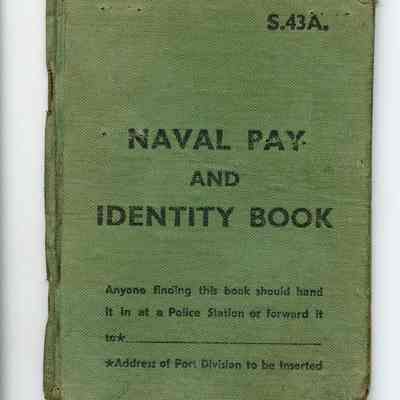 S.43A.
NAVAL PAY
AND
IDENTITY BOOK
Anyone finding this book should hand
it in at a Police Station or forward it
to*
*Address of Port Division to be inserted